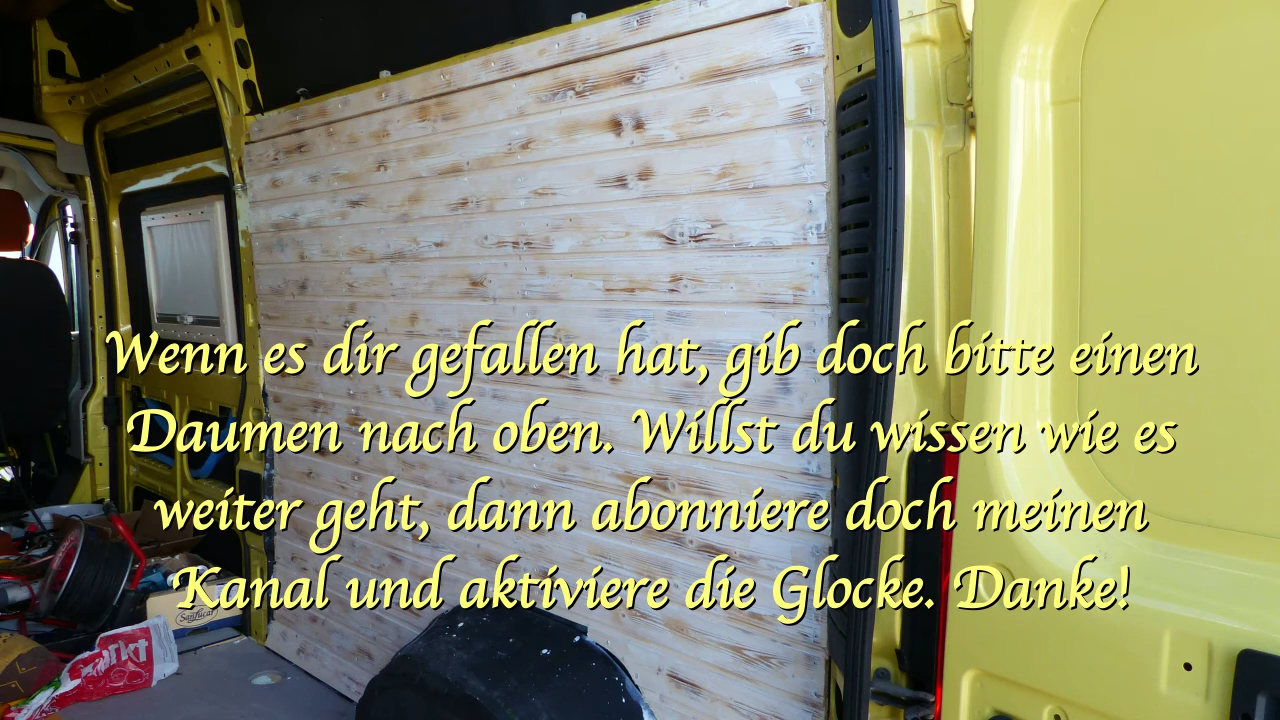 Wenn es dir gefallen hat, gib doch bitte einen
Daumen nach oben. Willst du wissen wie es
weiter geht, dann abonniere doch meinen
Kanal und aktiviere die Glocke. Danke!
SanLucar